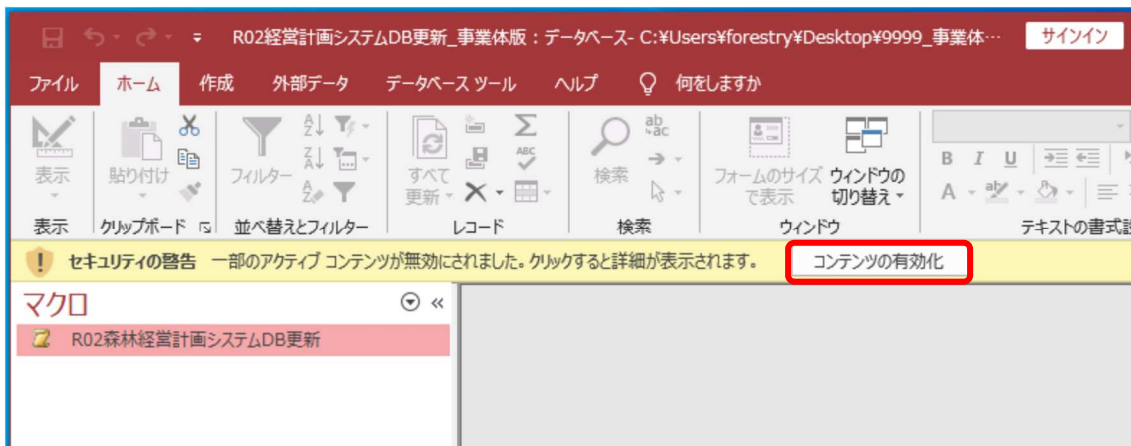 R02経営計画システムDB更新_事業体版：データベース- C:¥Users¥forestry¥Desktop¥9999_事業体… サインイン
ファイル ホーム 作成 外部データ データベース ツール ヘルプ 何をしますか
表示 貼り付け フィルター すべて 更新 検索 フォームのサイズ で表示 ウィンドウの 切り替え B I U
表示 クリップボード 並べ替えとフィルター レコード 検索 ウィンドウ テキストの書式設
セキュリティの警告 一部のアクティブ コンテンツが無効にされました。クリックすると詳細が表示されます。 コンテンツの有効化
マクロ
R02森林経営計画システムDB更新